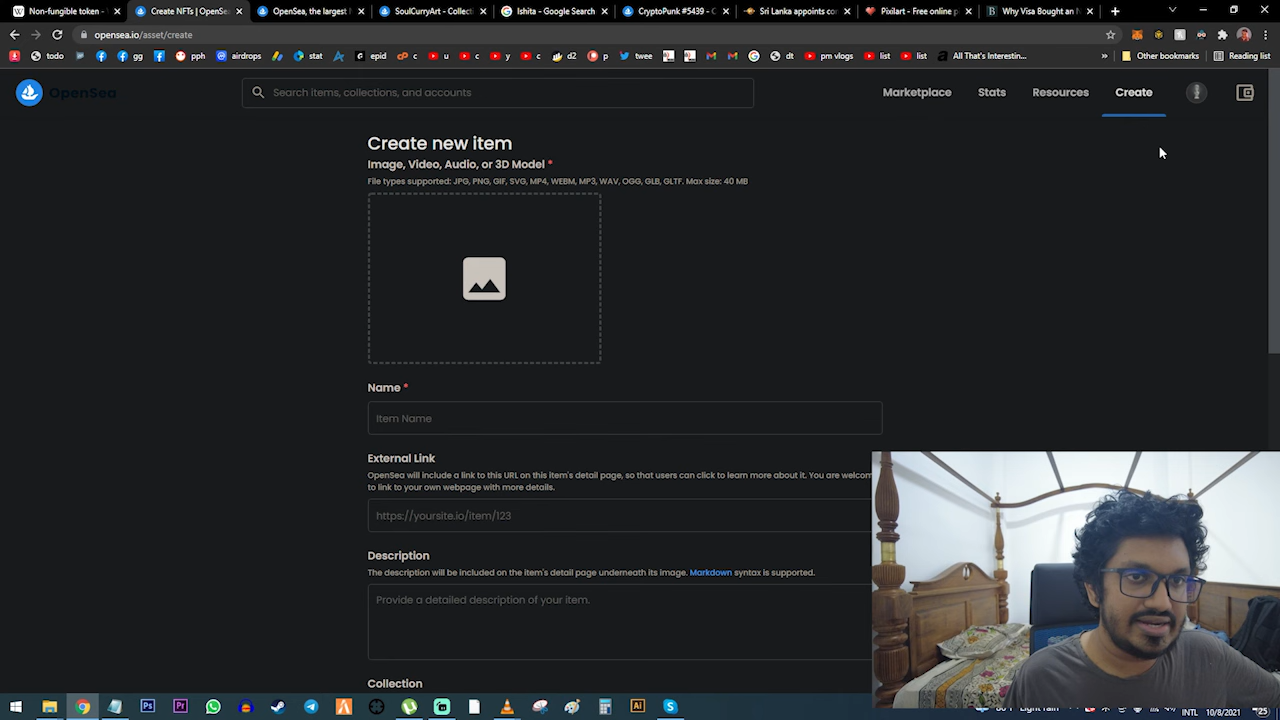 Non-fungible token -
Create NFTs | OpenSea
OpenSea, the largest N
SoulCurryArt - Collecti
Ishita - Google Search
CryptoPunk #5439 - C
Sri Lanka appoints con
Pixilart - Free online p
Why Visa Bought an N
opensea.io/asset/create
todo
gg
pph
airdrops
stat
epid
c
u
c
y
c
d2
p
twee
dt
pm vlogs
list
list
All That's Interestin...
Other bookmarks
Reading list
OpenSea
Search items, collections, and accounts
Marketplace
Stats
Resources
Create
Create new item
Image, Video, Audio, or 3D Model *
File types supported: JPG, PNG, GIF, SVG, MP4, WEBM, MP3, WAV, OGG, GLB, GLTF. Max size: 40 MB
Name *
Item Name
External Link
OpenSea will include a link to this URL on this item's detail page, so that users can click to learn more about it. You are welcom
to link to your own webpage with more details.
https://yoursite.io/item/123
Description
The description will be included on the item's detail page underneath its image. Markdown syntax is supported.
Provide a detailed description of your item.
Collection
Light rain
INTL
10/8/2021